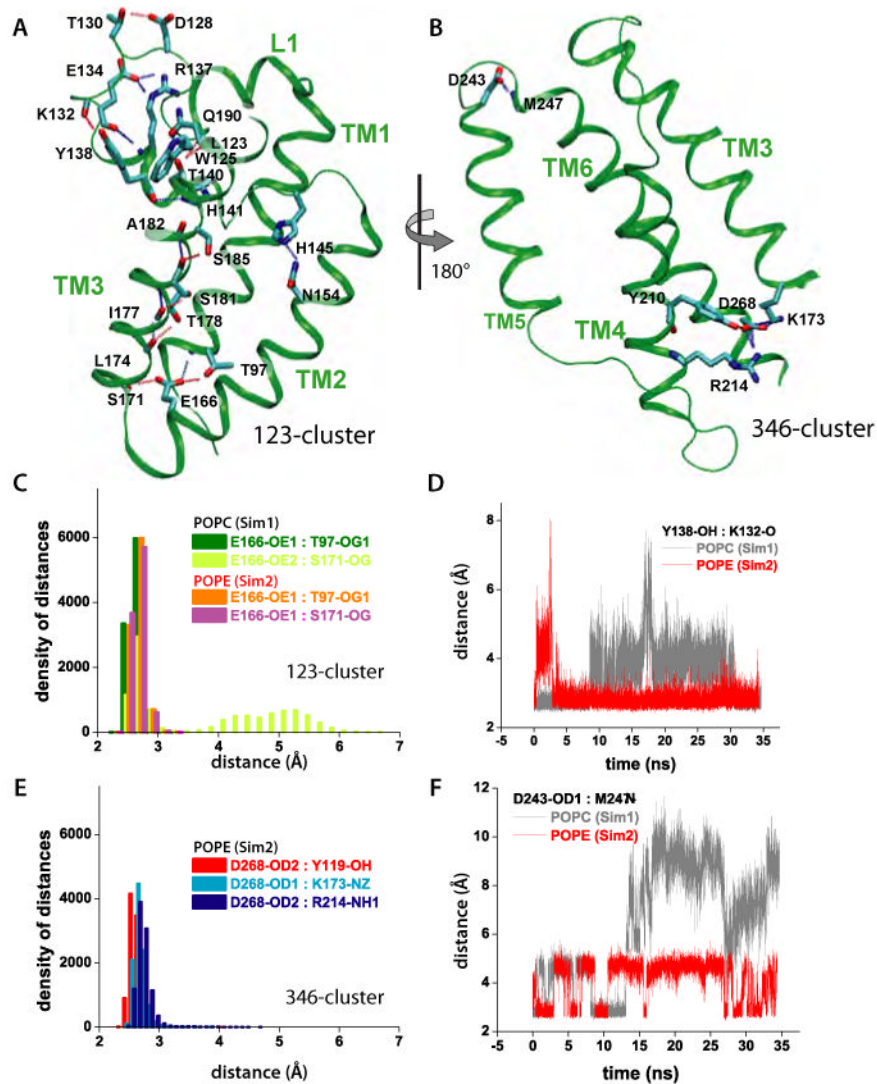 A
T130
D128
L1
E134
R137
K132
Q190
L123
TM1
Y138
W125
T140
H141
A182
H145
S185
TM3
N154
S181
I177
T178
TM2
L174
T97
S171
E166
123-cluster
180°
B
D243
M247
TM6
TM3
Y210
D268
TM5
TM4
K173
R214
346-cluster
C
density of distances
6000
4000
2000
0
POPC (Sim1)
E166-OE1 : T97-OG1
E166-OE2 : S171-OG
POPE (Sim2)
E166-OE1 : T97-OG1
E166-OE1 : S171-OG
123-cluster
2 3 4 5 6 7
distance (Å)
D
distance (Å)
8
6
4
2
Y138-OH : K132-O
POPC (Sim1)
POPE (Sim2)
-5 0 5 10 15 20 25 30 35
time (ns)
E
density of distances
6000
4000
2000
0
POPE (Sim2)
D268-OD2 : Y119-OH
D268-OD1 : K173-NZ
D268-OD2 : R214-NH1
346-cluster
2 3 4 5 6 7
distance (Å)
F
distance (Å)
12
10
8
6
4
2
D243-OD1 : M247-N
POPC (Sim1)
POPE (Sim2)
-5 0 5 10 15 20 25 30 35
time (ns)